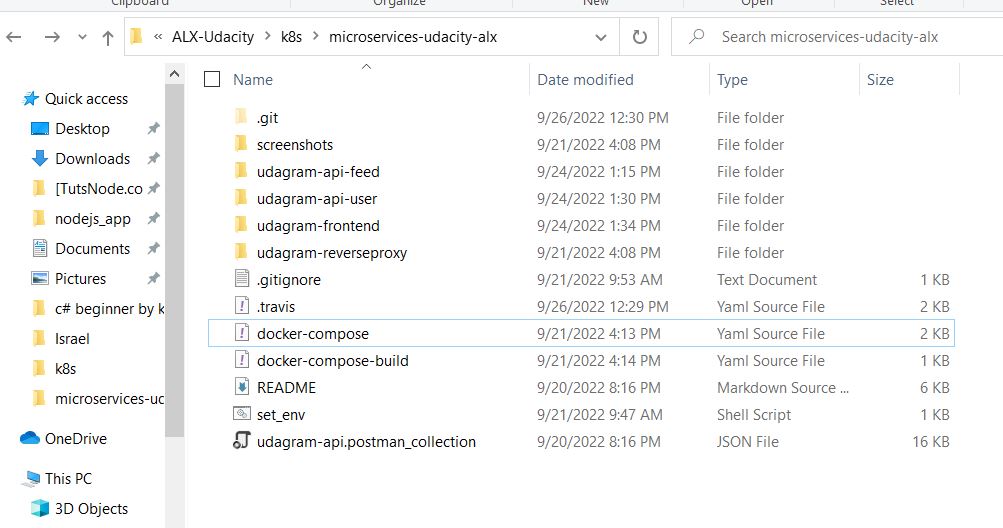 Clipboard Organize New Open Select
« ALX-Udacity > k8s > microservices-udacity-alx Search microservices-udacity-alx
Name Date modified Type Size
Quick access
Desktop
Downloads
[TutsNode.co
nodejs_app
Documents
Pictures
c# beginner by k
Israel
k8s
microservices-uc
OneDrive
This PC
3D Objects
.git 9/26/2022 12:30 PM File folder
screenshots 9/21/2022 4:08 PM File folder
udagram-api-feed 9/24/2022 1:15 PM File folder
udagram-api-user 9/24/2022 1:30 PM File folder
udagram-frontend 9/24/2022 1:34 PM File folder
udagram-reverseproxy 9/21/2022 4:08 PM File folder
.gitignore 9/21/2022 9:53 AM Text Document 1 KB
.travis 9/26/2022 12:29 PM Yaml Source File 2 KB
docker-compose 9/21/2022 4:13 PM Yaml Source File 2 KB
docker-compose-build 9/21/2022 4:14 PM Yaml Source File 1 KB
README 9/20/2022 8:16 PM Markdown Source ... 6 KB
set_env 9/21/2022 9:47 AM Shell Script 1 KB
udagram-api.postman_collection 9/20/2022 8:16 PM JSON File 16 KB